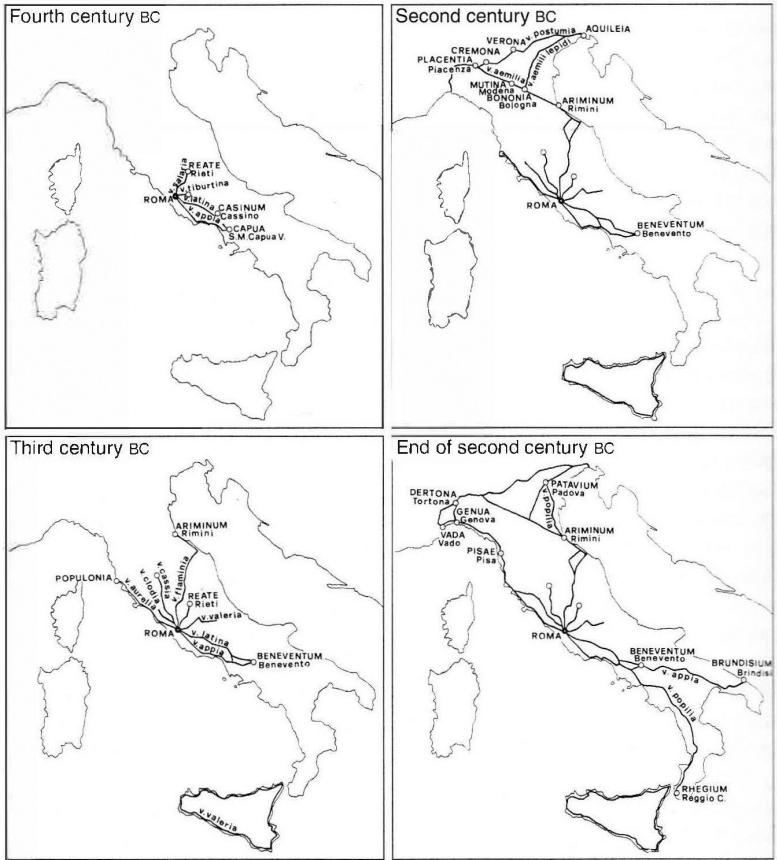 Fourth century BC
v. salaria
REATE
Rieti
v. tiburtina
ROMA
v. latina
CASINUM
Cassino
v. appia
CAPUA
S.M. Capua V.
Second century BC
AQUILEIA
v. postumia
VERONA
CREMONA
PLACENTIA
Piacenza
v. aemilia
v. aemili lepidi
MUTINA
Modena
BONONIA
Bologna
ARIMINUM
Rimini
ROMA
BENEVENTUM
Benevento
Third century BC
ARIMINUM
Rimini
POPULONIA
v. aurelia
v. clodia
v. cassia
v. flaminia
REATE
Rieti
v. valeria
ROMA
v. latina
v. appia
BENEVENTUM
Benevento
v. valeria
End of second century BC
PATAVIUM
Padova
DERTONA
Tortona
v. popilia
GENUA
Genova
VADA
Vado
ARIMINUM
Rimini
PISAE
Pisa
ROMA
BENEVENTUM
Benevento
BRUNDISIUM
Brindisi
v. appia
v. popilia
RHEGIUM
Réggio C.